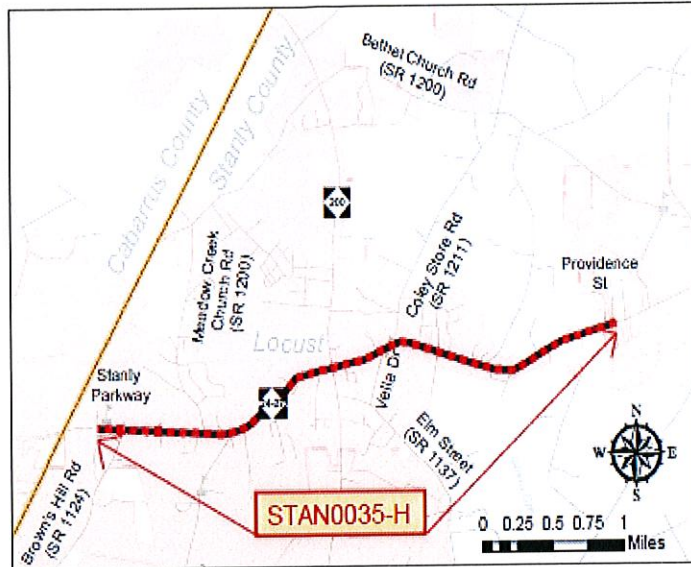 Bethel Church Rd
(SR 1200)
Cabarrus County
Stanly County
200
Meadow Creek
Church Rd
(SR 1200)
Coley Store Rd
(SR 1211)
Providence
St.
Locust
Stanly
Parkway
24-27
Vella Dr
Elm Street
(SR 1137)
Brown's Hill Rd
(SR 1124)
STAN0035-H
N
W E
S
0 0.25 0.5 0.75 1
Miles